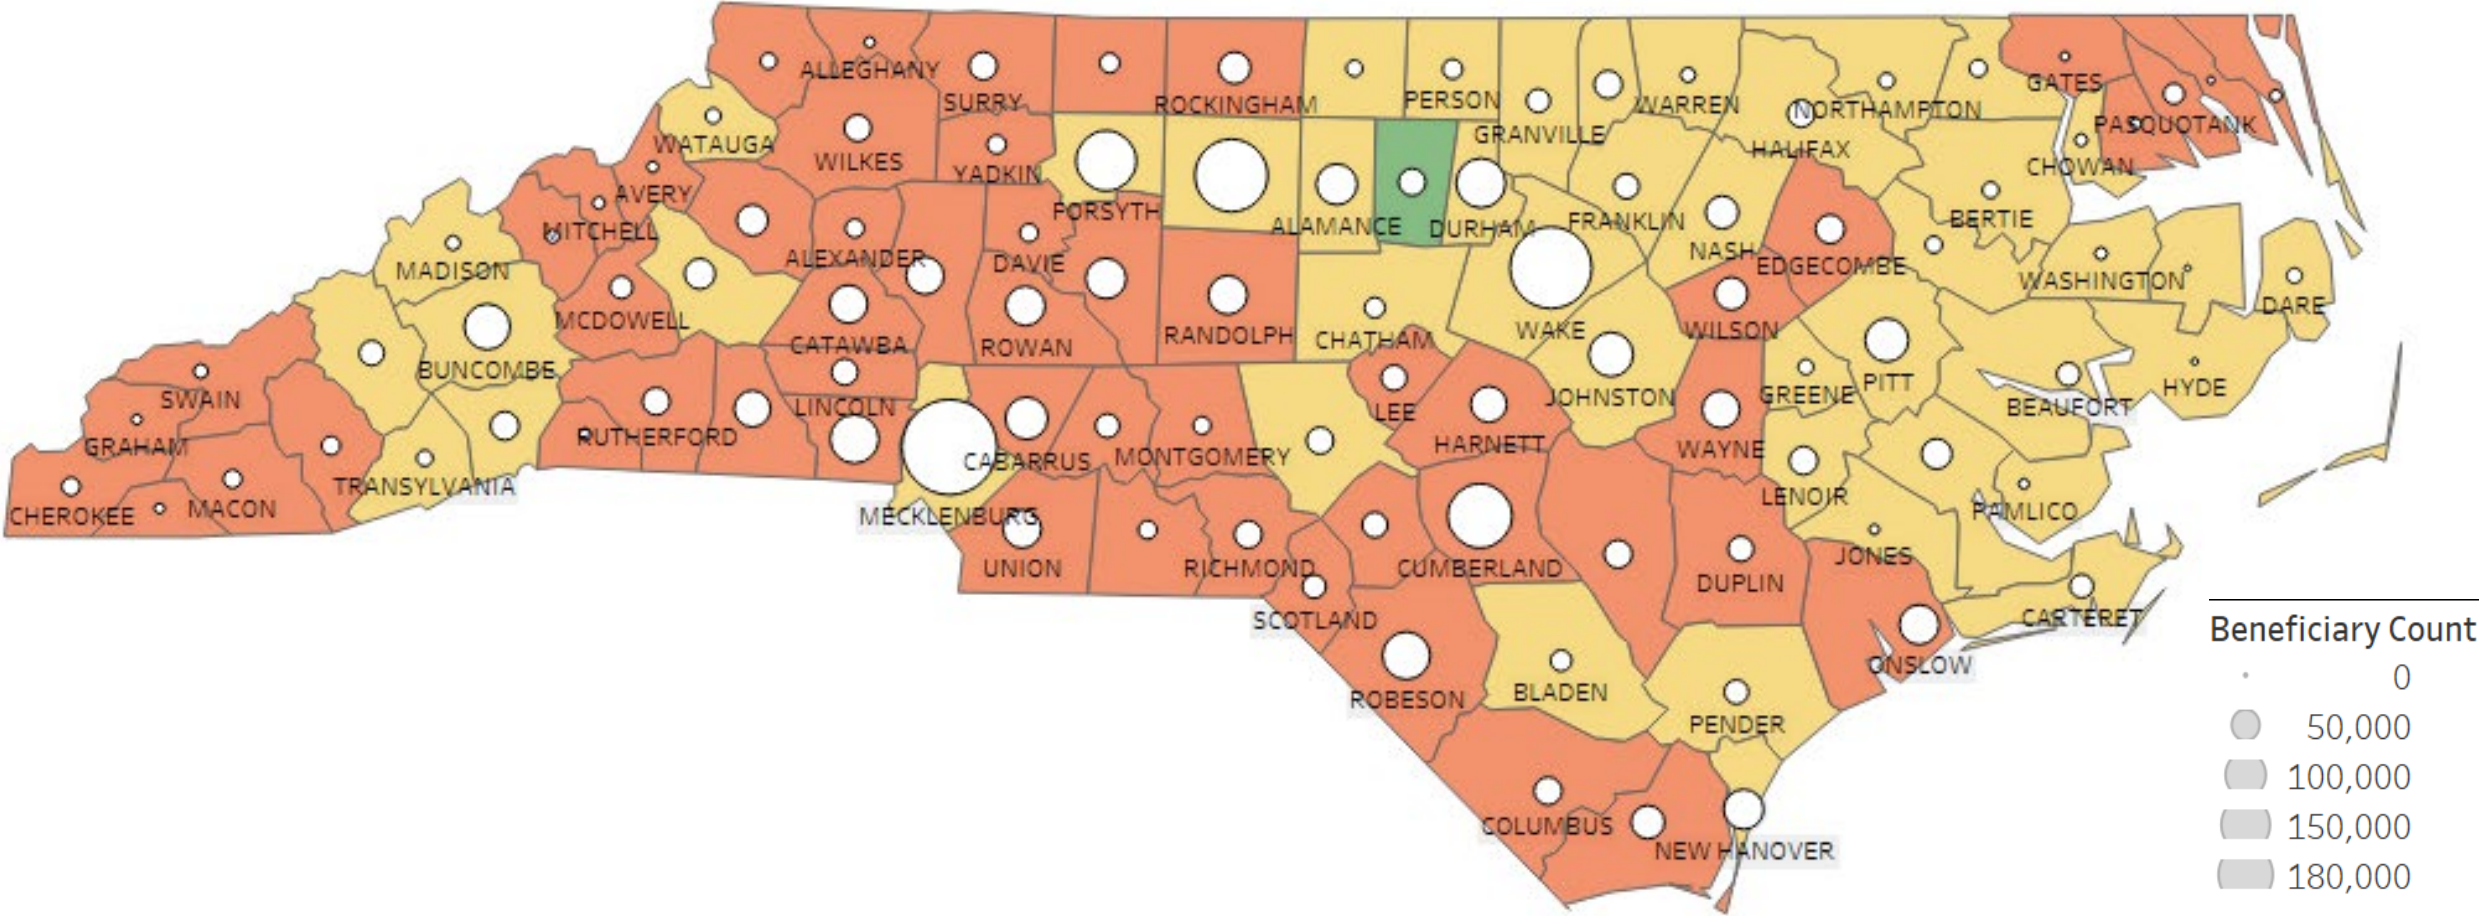 ALLEGHANY
GATES
SURRY
ROCKINGHAM
PERSON
WARREN
NORTHAMPTON
PASQUOTANK
GRANVILLE
WATAUGA
WILKES
HALIFAX
CHOWAN
YADKIN
AVERY
FORSYTH
BERTIE
FRANKLIN
ALAMANCE
DURHAM
MITCHELL
NASH
ALEXANDER
DAVIE
EDGECOMBE
MADISON
WASHINGTON
DARE
MCDOWELL
WAKE
WILSON
RANDOLPH
CHATHAM
CATAWBA
ROWAN
BUNCOMBE
PITT
HYDE
GREENE
JOHNSTON
SWAIN
LINCOLN
BEAUFORT
LEE
RUTHERFORD
HARNETT
GRAHAM
WAYNE
MONTGOMERY
CABARRUS
TRANSYLVANIA
LENOIR
MACON
PAMLICO
CHEROKEE
MECKLENBURG
JONES
UNION
RICHMOND
CUMBERLAND
DUPLIN
SCOTLAND
CARTERET
ONSLOW
BLADEN
ROBESON
PENDER
COLUMBUS
NEW HANOVER
Beneficiary Count
0
50,000
100,000
150,000
180,000